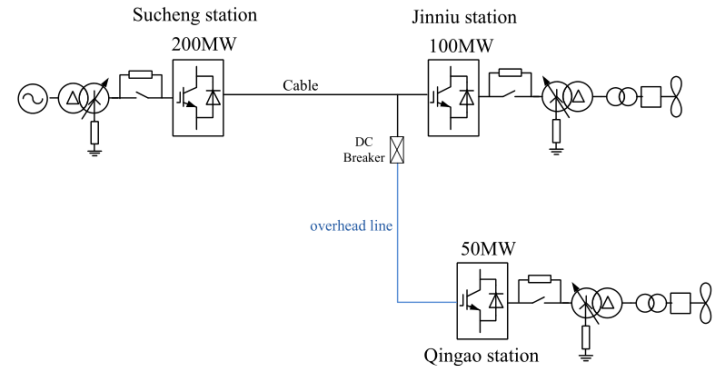 Sucheng station
Jinniu station
200MW
100MW
Cable
DC
Breaker
overhead line
50MW
Qingao station